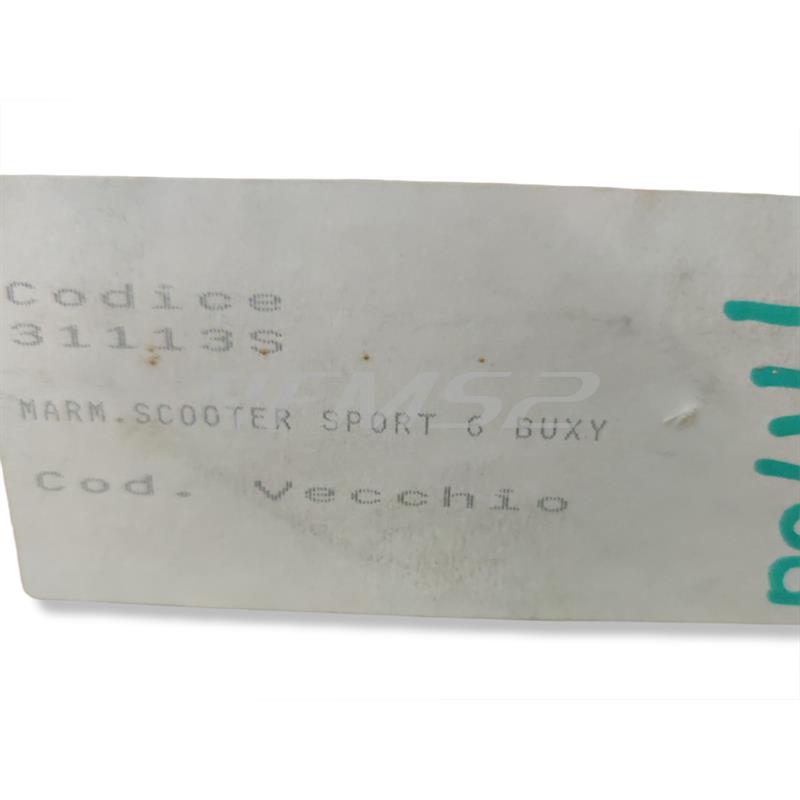 Codice
31113S
MARM.SCOOTER SPORT 6 BUXY
Cod. Vecchio